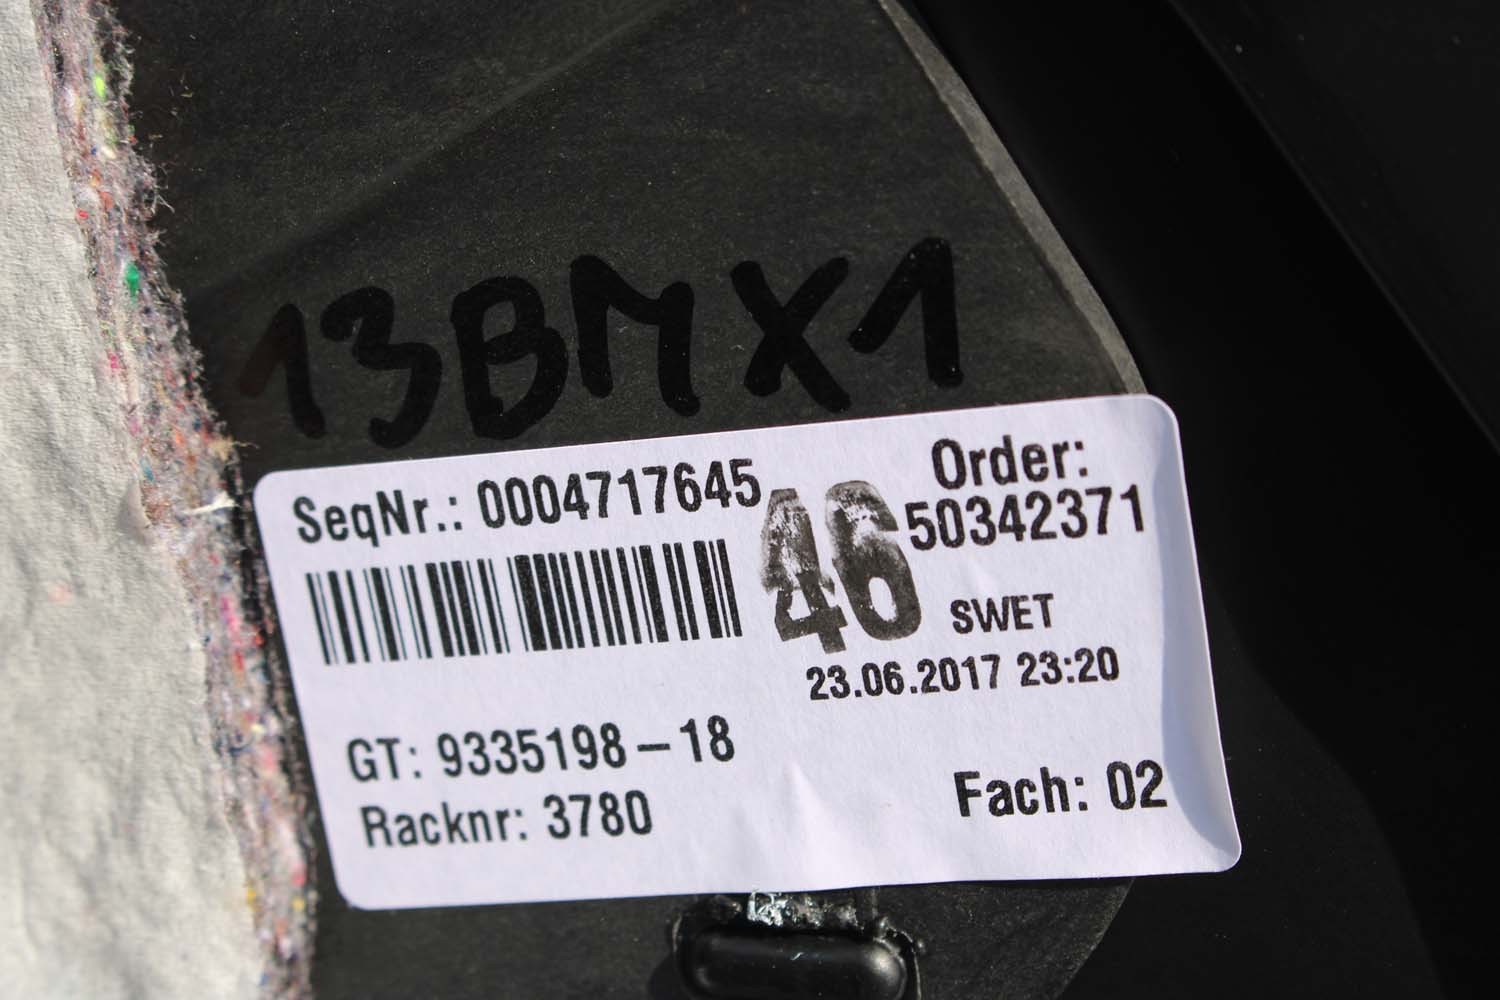 13BMX1
SeqNr.: 0004717645
Order:
50342371
46
SWET
23.06.2017 23:20
GT: 9335198-18
Racknr: 3780
Fach: 02